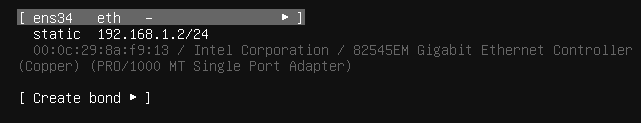 [ ens34   eth   –   ▸ ]
static   192.168.1.2/24
00:0c:29:8a:f9:13 / Intel Corporation / 82545EM Gigabit Ethernet Controller
(Copper) (PRO/1000 MT Single Port Adapter)
[ Create bond ▸ ]